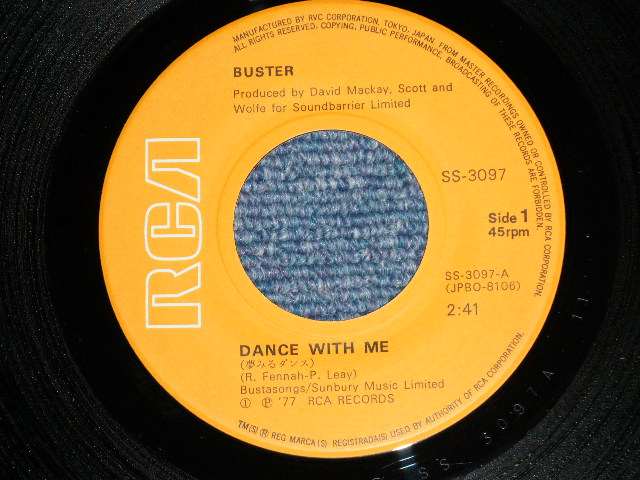 MANUFACTURED BY RVC CORPORATION, TOKYO, JAPAN, FROM MASTER RECORDINGS OWNED OR CONTROLLED BY RCA CORPORATION.
ALL RIGHTS RESERVED. COPYING, PUBLIC PERFORMANCE, BROADCASTING OF THESE RECORDS ARE FORBIDDEN.
BUSTER
Produced by David Mackay, Scott and
Wolfe for Soundbarrier Limited
RCA
SS-3097
Side 1
45rpm
SS-3097-A
(JPBO-8106)
2:41
DANCE WITH ME
(夢みるダンス)
(R. Fennah-P. Leay)
Bustasongs/Sunbury Music Limited
Ⓘ Ⓟ '77 RCA RECORDS
TM(S) ® REG MARCA(S) REGISTRADA(S) USED BY AUTHORITY OF RCA CORPORATION.
SS 3097A 11